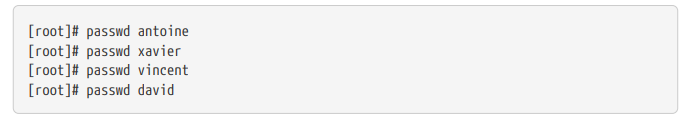 [root]# passwd antoine
[root]# passwd xavier
[root]# passwd vincent
[root]# passwd david